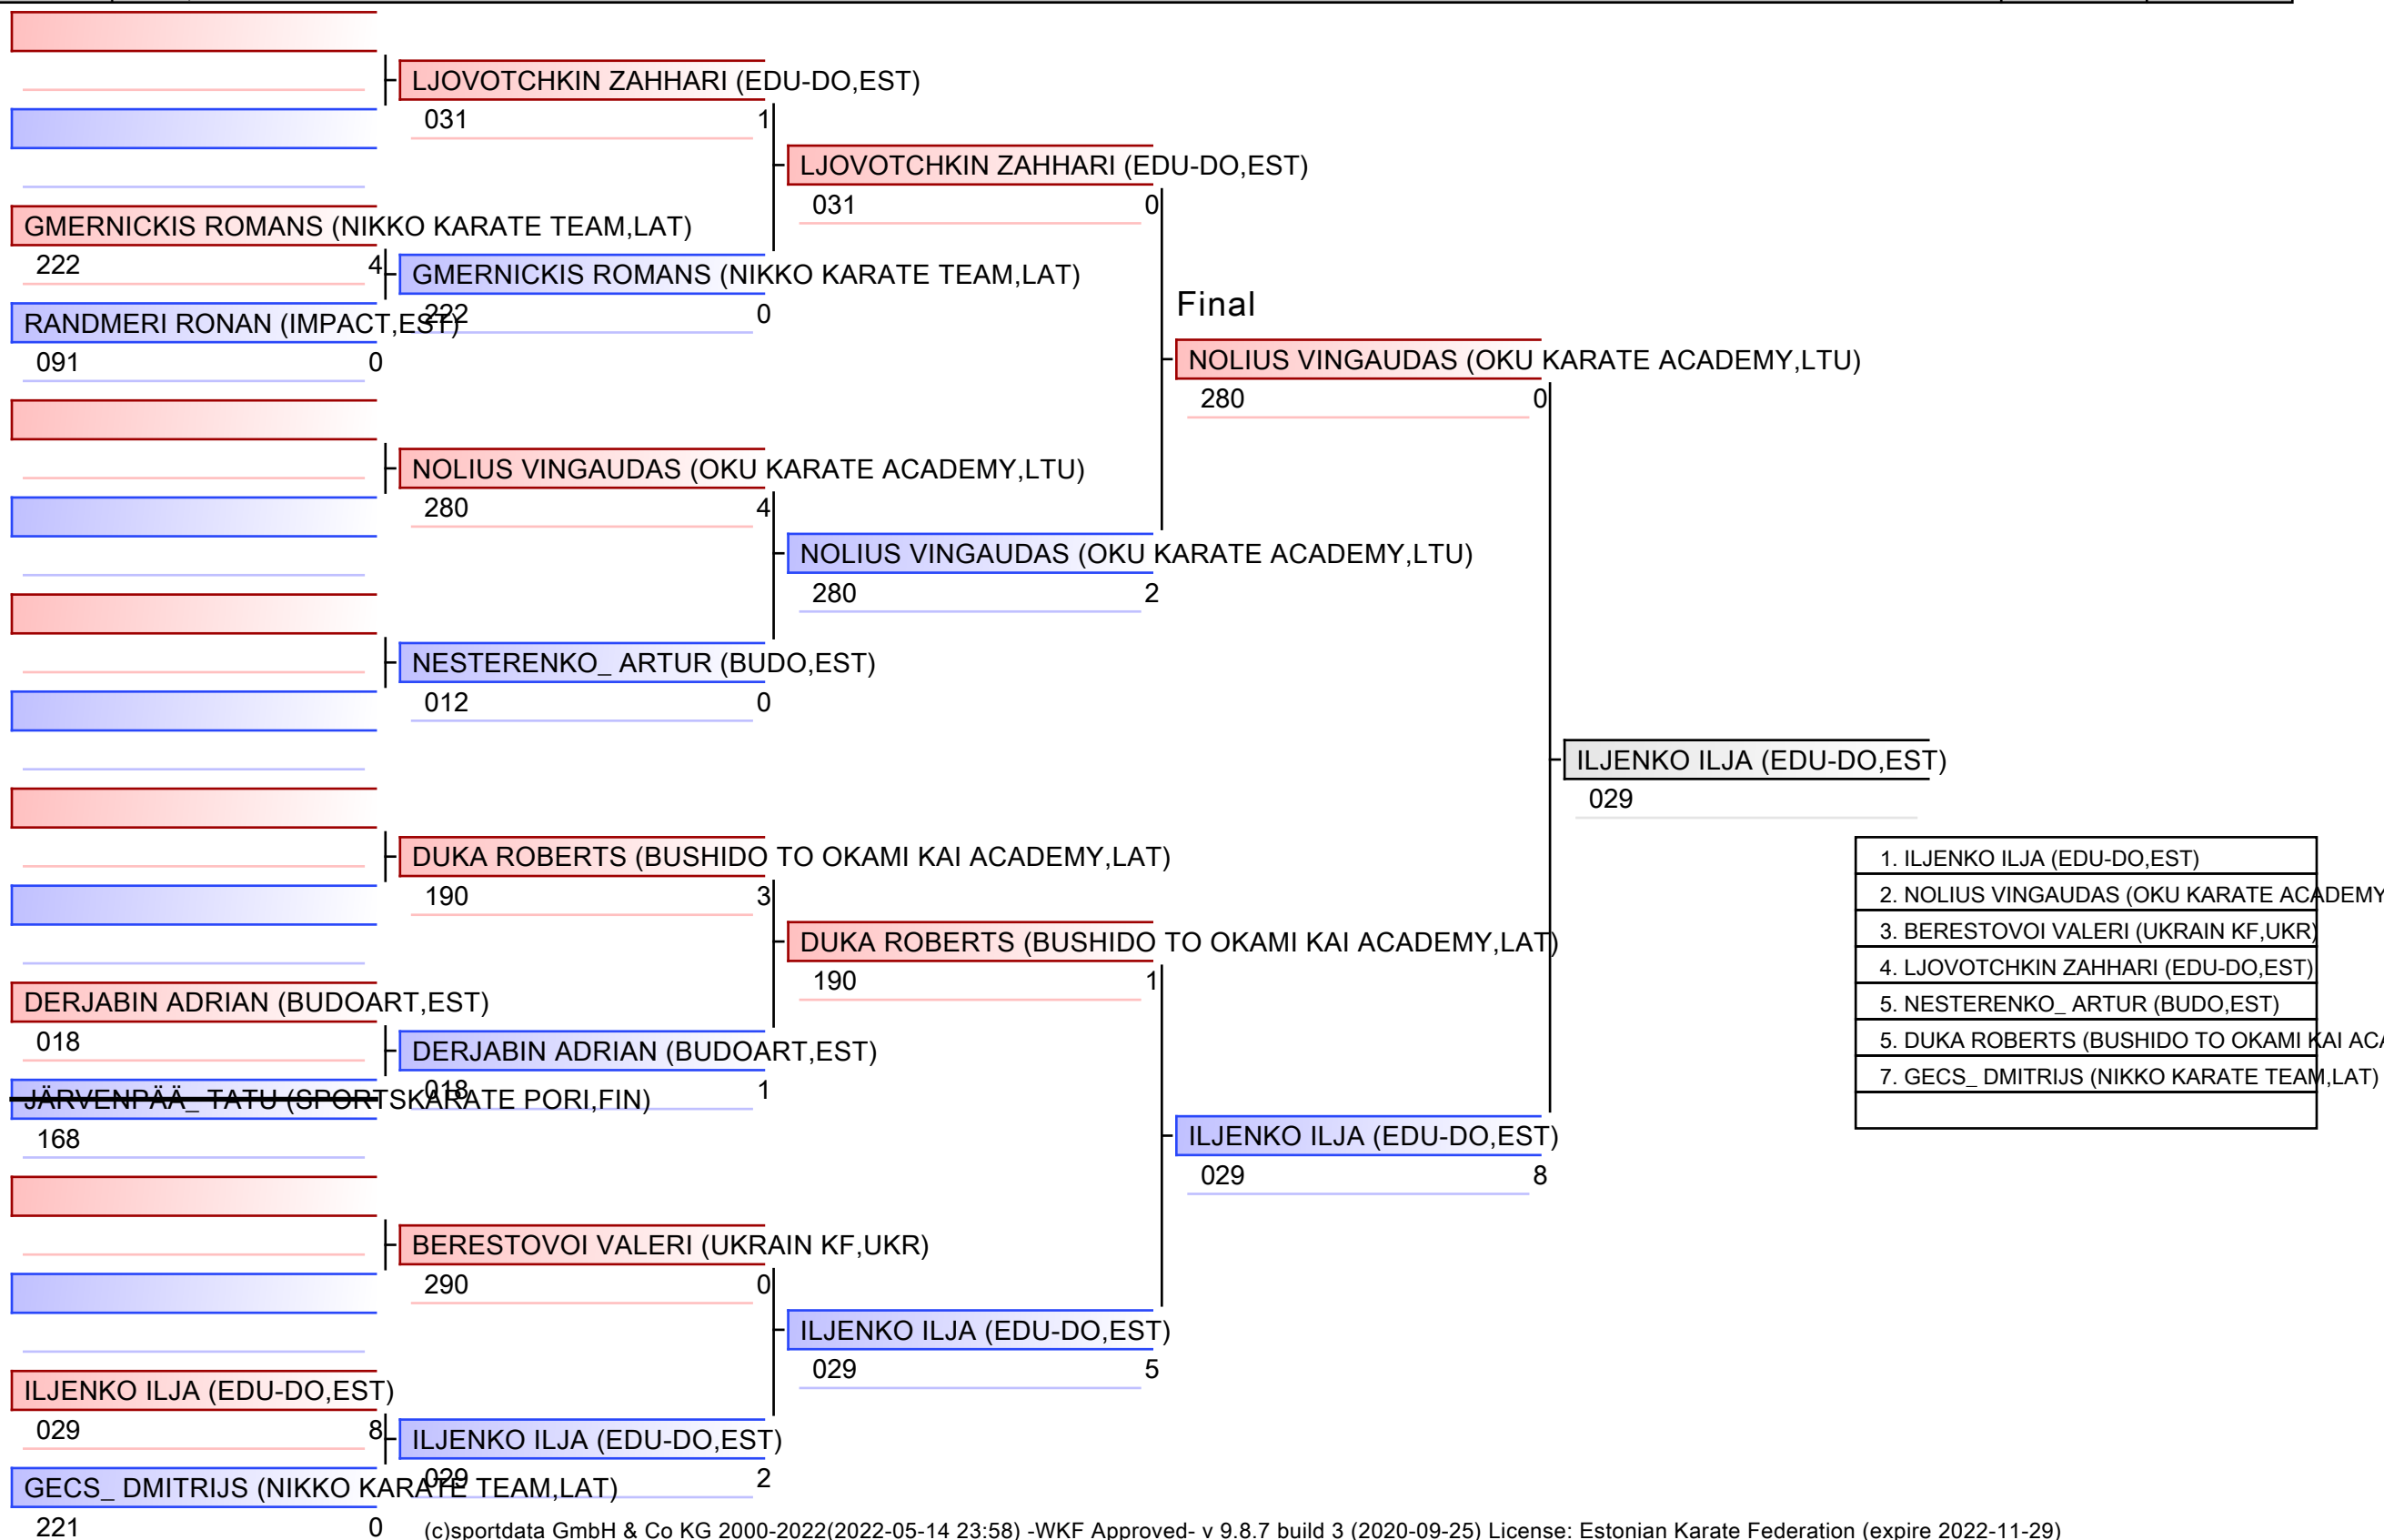 LJOVOTCHKIN ZAHHARI (EDU-DO,EST)
031 1
LJOVOTCHKIN ZAHHARI (EDU-DO,EST)
031 0
GMERNICKIS ROMANS (NIKKO KARATE TEAM,LAT)
222 4
GMERNICKIS ROMANS (NIKKO KARATE TEAM,LAT)
222 0
RANDMERI RONAN (IMPACT,EST)
091 0
Final
NOLIUS VINGAUDAS (OKU KARATE ACADEMY,LTU)
280 0
NOLIUS VINGAUDAS (OKU KARATE ACADEMY,LTU)
280 4
NOLIUS VINGAUDAS (OKU KARATE ACADEMY,LTU)
280 2
NESTERENKO_ ARTUR (BUDO,EST)
012 0
ILJENKO ILJA (EDU-DO,EST)
029
DUKA ROBERTS (BUSHIDO TO OKAMI KAI ACADEMY,LAT)
190 3
DUKA ROBERTS (BUSHIDO TO OKAMI KAI ACADEMY,LAT)
190 1
1. ILJENKO ILJA (EDU-DO,EST)
2. NOLIUS VINGAUDAS (OKU KARATE ACADEMY
3. BERESTOVOI VALERI (UKRAIN KF,UKR)
4. LJOVOTCHKIN ZAHHARI (EDU-DO,EST)
5. NESTERENKO_ ARTUR (BUDO,EST)
5. DUKA ROBERTS (BUSHIDO TO OKAMI KAI ACA
7. GECS_ DMITRIJS (NIKKO KARATE TEAM,LAT)
DERJABIN ADRIAN (BUDOART,EST)
018
DERJABIN ADRIAN (BUDOART,EST)
018 1
JÄRVENPÄÄ_ TATU (SPORTSKARATE PORI,FIN)
168
ILJENKO ILJA (EDU-DO,EST)
029 8
BERESTOVOI VALERI (UKRAIN KF,UKR)
290 0
ILJENKO ILJA (EDU-DO,EST)
029 5
ILJENKO ILJA (EDU-DO,EST)
029 8
ILJENKO ILJA (EDU-DO,EST)
029 2
GECS_ DMITRIJS (NIKKO KARATE TEAM,LAT)
221 0
(c)sportdata GmbH & Co KG 2000-2022(2022-05-14 23:58) -WKF Approved- v 9.8.7 build 3 (2020-09-25) License: Estonian Karate Federation (expire 2022-11-29)